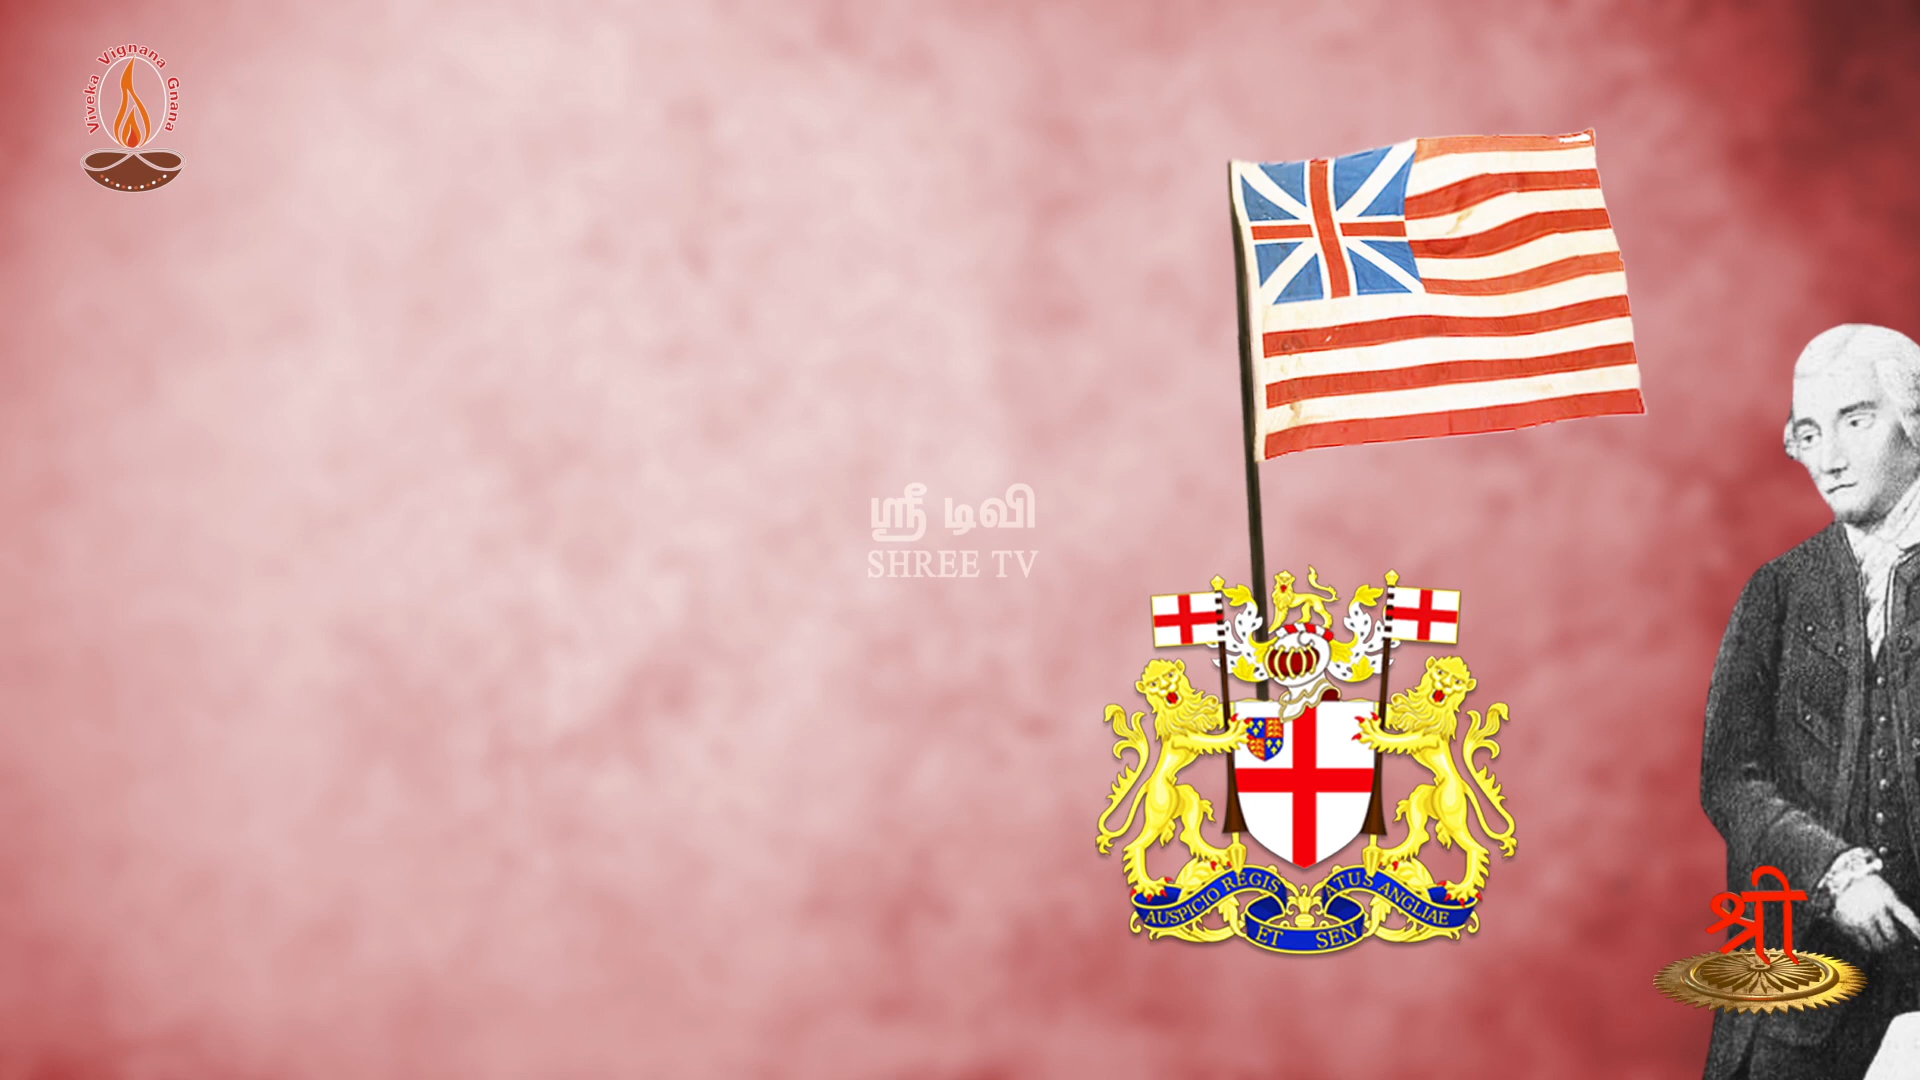 Viveka Vignana Gnana
ஸ்ரீ டிவி
SHREE TV
AUSPICIO REGIS
ET SEN
ATUS ANGLIAE
श्री